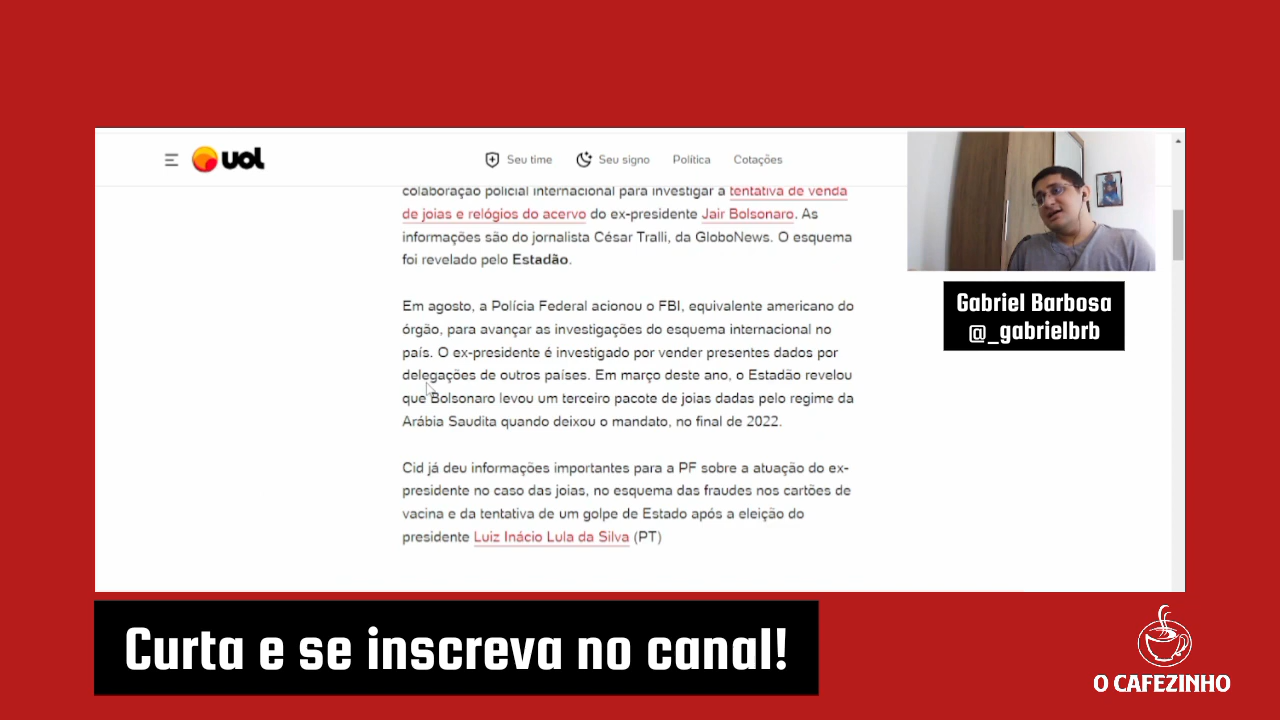 uol
Seu time
Seu signo
Política
Cotações
colaboração policial internacional para investigar a tentativa de venda
de joias e relógios do acervo do ex-presidente Jair Bolsonaro. As
informações são do jornalista César Tralli, da GloboNews. O esquema
foi revelado pelo Estadão.
Em agosto, a Polícia Federal acionou o FBI, equivalente americano do
órgão, para avançar as investigações do esquema internacional no
país. O ex-presidente é investigado por vender presentes dados por
delegações de outros países. Em março deste ano, o Estadão revelou
que Bolsonaro levou um terceiro pacote de joias dadas pelo regime da
Arábia Saudita quando deixou o mandato, no final de 2022.
Cid já deu informações importantes para a PF sobre a atuação do ex-
presidente no caso das joias, no esquema das fraudes nos cartões de
vacina e da tentativa de um golpe de Estado após a eleição do
presidente Luiz Inácio Lula da Silva (PT)
Gabriel Barbosa
@_gabrielbrb
Curta e se inscreva no canal!
O CAFEZINHO